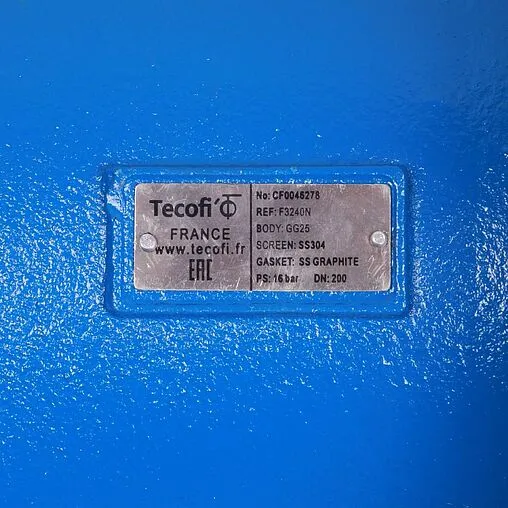 Tecofi
FRANCE
www.tecofi.fr
EAC
No: CF0046278
REF: F3240N
BODY: GG25
SCREEN: SS304
GASKET: SS GRAPHITE
PS: 16 bar DN: 200